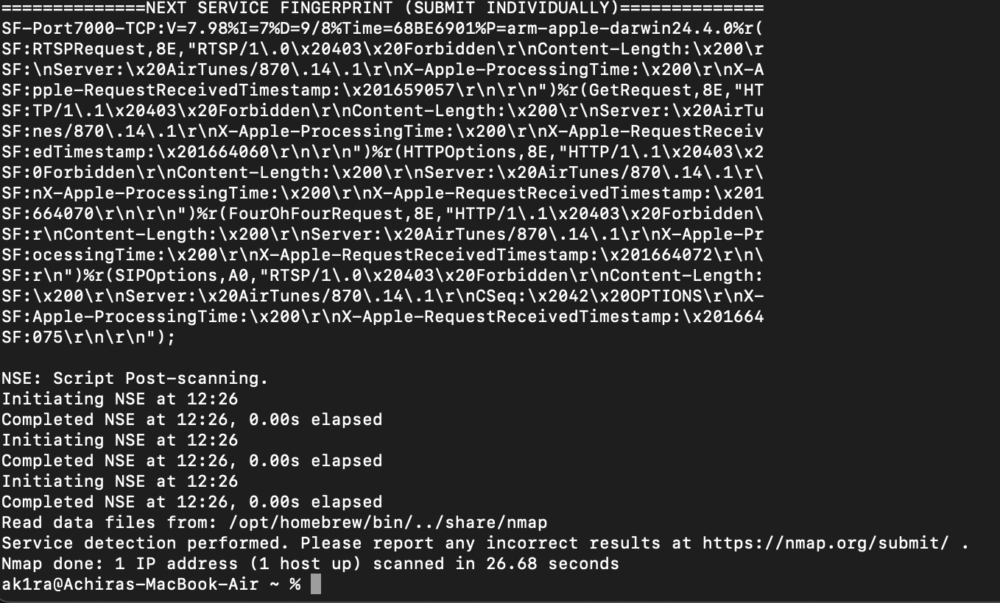 ==============NEXT SERVICE FINGERPRINT (SUBMIT INDIVIDUALLY)==============
SF-Port7000-TCP:V=7.98%I=7%D=9/8%Time=68BE6901%P=arm-apple-darwin24.4.0%r(
SF:RTSPRequest,8E,"RTSP/1\.0\x20403\x20Forbidden\r\nContent-Length:\x200\r
SF:\nServer:\x20AirTunes/870\.14\.1\r\nX-Apple-ProcessingTime:\x200\r\nX-A
SF:pple-RequestReceivedTimestamp:\x201659057\r\n\r\n")%r(GetRequest,8E,"HT
SF:TP/1\.1\x20403\x20Forbidden\r\nContent-Length:\x200\r\nServer:\x20AirTu
SF:nes/870\.14\.1\r\nX-Apple-ProcessingTime:\x200\r\nX-Apple-RequestReceiv
SF:edTimestamp:\x201664060\r\n\r\n")%r(HTTPOptions,8E,"HTTP/1\.1\x20403\x2
SF:0Forbidden\r\nContent-Length:\x200\r\nServer:\x20AirTunes/870\.14\.1\r\
SF:nX-Apple-ProcessingTime:\x200\r\nX-Apple-RequestReceivedTimestamp:\x201
SF:664070\r\n\r\n")%r(FourOhFourRequest,8E,"HTTP/1\.1\x20403\x20Forbidden\
SF:r\nContent-Length:\x200\r\nServer:\x20AirTunes/870\.14\.1\r\nX-Apple-Pr
SF:ocessingTime:\x200\r\nX-Apple-RequestReceivedTimestamp:\x201664072\r\n\
SF:r\n")%r(SIPOptions,A0,"RTSP/1\.0\x20403\x20Forbidden\r\nContent-Length:
SF:\x200\r\nServer:\x20AirTunes/870\.14\.1\r\nCSeq:\x2042\x20OPTIONS\r\nX-
SF:Apple-ProcessingTime:\x200\r\nX-Apple-RequestReceivedTimestamp:\x201664
SF:075\r\n\r\n");
NSE: Script Post-scanning.
Initiating NSE at 12:26
Completed NSE at 12:26, 0.00s elapsed
Initiating NSE at 12:26
Completed NSE at 12:26, 0.00s elapsed
Initiating NSE at 12:26
Completed NSE at 12:26, 0.00s elapsed
Read data files from: /opt/homebrew/bin/../share/nmap
Service detection performed. Please report any incorrect results at https://nmap.org/submit/ .
Nmap done: 1 IP address (1 host up) scanned in 26.68 seconds
ak1ra@Achiras-MacBook-Air ~ %